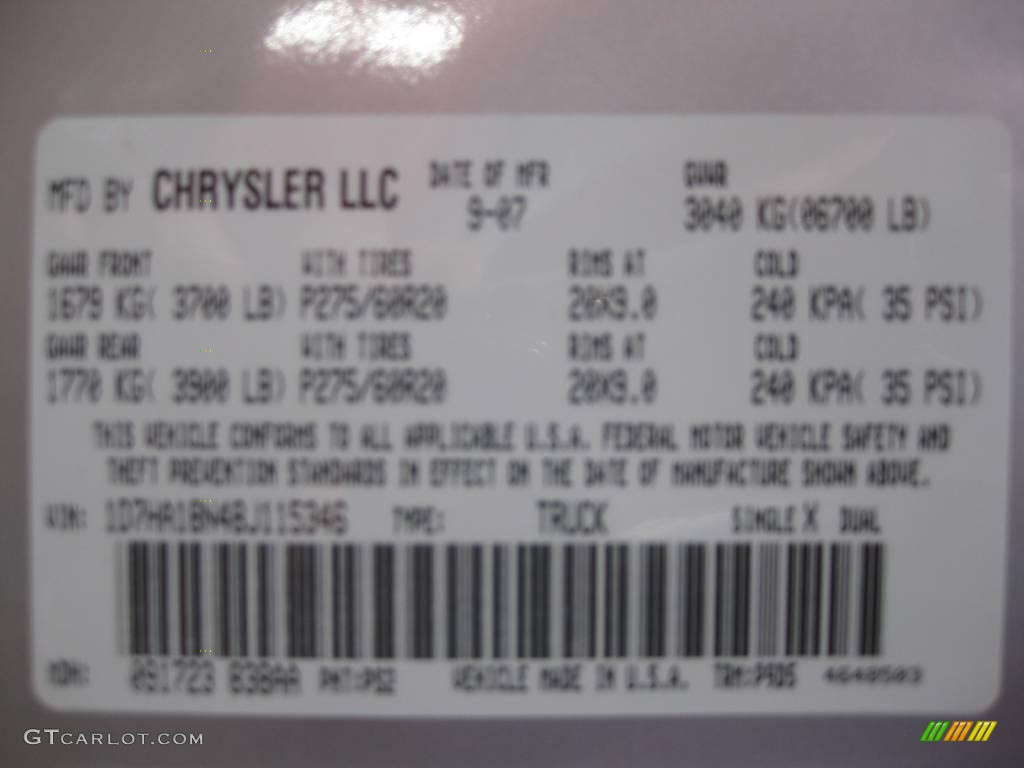 MFD BY CHRYSLER LLC DATE OF MFR GVWR
9-07 3040 KG(06700 LB)
GAWR FRONT WITH TIRES RIMS AT COLD
1679 KG( 3700 LB) P275/60R20 20X9.0 240 KPA( 35 PSI)
GAWR REAR WITH TIRES RIMS AT COLD
1770 KG( 3900 LB) P275/60R20 20X9.0 240 KPA( 35 PSI)
THIS VEHICLE CONFORMS TO ALL APPLICABLE U.S.A. FEDERAL MOTOR VEHICLE SAFETY AND
THEFT PREVENTION STANDARDS IN EFFECT ON THE DATE OF MANUFACTURE SHOWN ABOVE.
VIN: 1D7HA18N48J115346 TYPE: TRUCK SINGLE X DUAL
MDH: 091723 PNT:PS2 VEHICLE MADE IN U.S.A.
GTCARLOT.COM